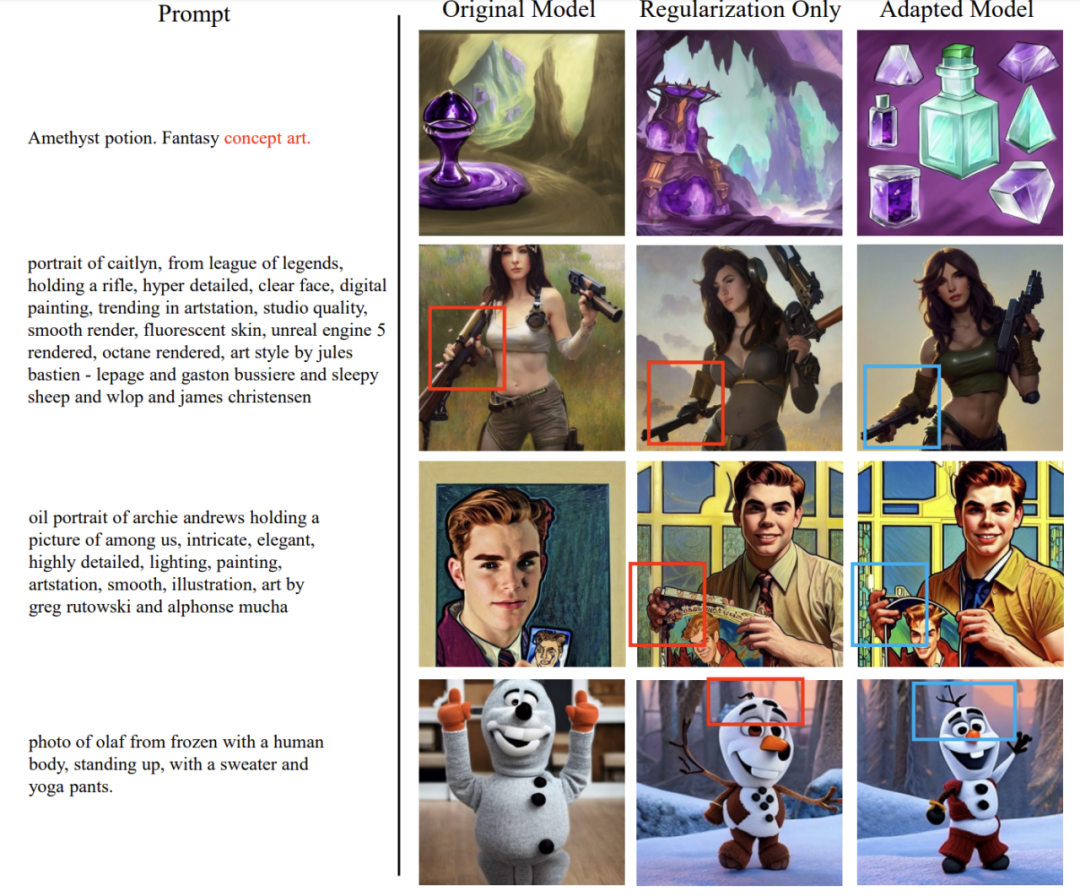 Prompt
Original Model
Regularization Only
Adapted Model
Amethyst potion. Fantasy concept art.
portrait of caitlyn, from league of legends,
holding a rifle, hyper detailed, clear face, digital
painting, trending in artstation, studio quality,
smooth render, fluorescent skin, unreal engine 5
rendered, octane rendered, art style by jules
bastien - lepage and gaston bussiere and sleepy
sheep and wlop and james christensen
oil portrait of archie andrews holding a
picture of among us, intricate, elegant,
highly detailed, lighting, painting,
artstation, smooth, illustration, art by
greg rutowski and alphonse mucha
photo of olaf from frozen with a human
body, standing up, with a sweater and
yoga pants.